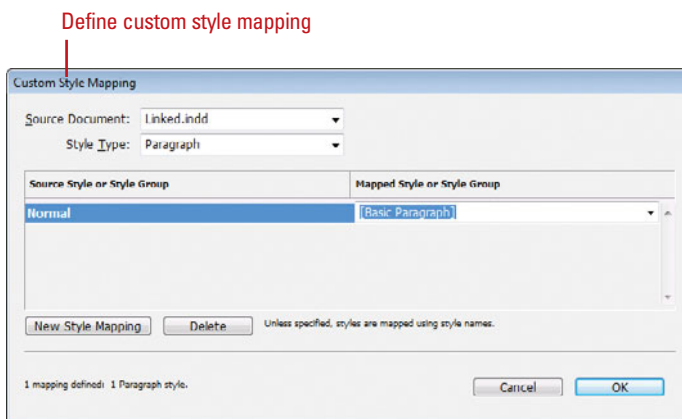 Define custom style mapping
Custom Style Mapping
Source Document: Linked.indd
Style Type: Paragraph
Source Style or Style Group Mapped Style or Style Group
Normal [Basic Paragraph]
New Style Mapping Delete Unless specified, styles are mapped using style names.
1 mapping defined: 1 Paragraph style. Cancel OK